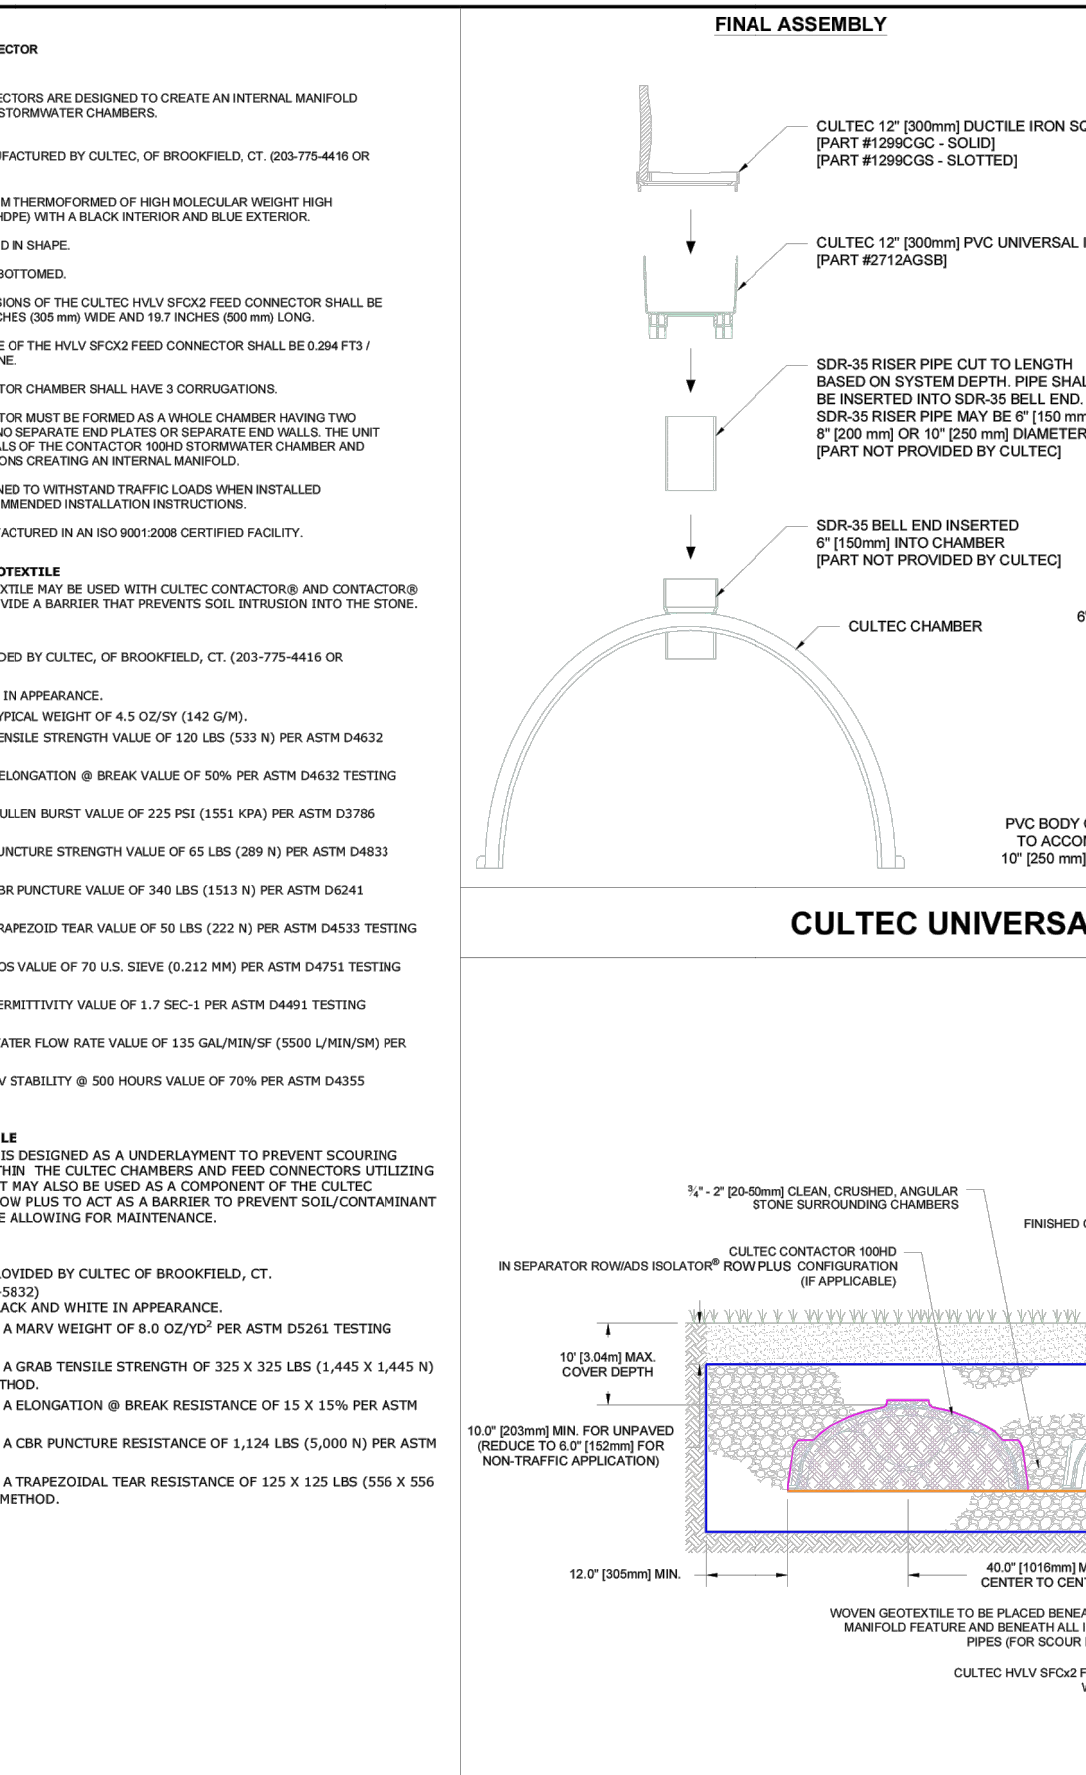 ECTOR
ECTORS ARE DESIGNED TO CREATE AN INTERNAL MANIFOLD
STORMWATER CHAMBERS.
UFACTURED BY CULTEC, OF BROOKFIELD, CT. (203-775-4416 OR
M THERMOFORMED OF HIGH MOLECULAR WEIGHT HIGH
HDPE) WITH A BLACK INTERIOR AND BLUE EXTERIOR.
D IN SHAPE.
BOTTOMED.
SIONS OF THE CULTEC HVLV SFCX2 FEED CONNECTOR SHALL BE
CHES (305 mm) WIDE AND 19.7 INCHES (500 mm) LONG.
E OF THE HVLV SFCX2 FEED CONNECTOR SHALL BE 0.294 FT3 /
NE.
TOR CHAMBER SHALL HAVE 3 CORRUGATIONS.
TOR MUST BE FORMED AS A WHOLE CHAMBER HAVING TWO
NO SEPARATE END PLATES OR SEPARATE END WALLS. THE UNIT
ALS OF THE CONTACTOR 100HD STORMWATER CHAMBER AND
ONS CREATING AN INTERNAL MANIFOLD.
NED TO WITHSTAND TRAFFIC LOADS WHEN INSTALLED
MMENDED INSTALLATION INSTRUCTIONS.
ACTURED IN AN ISO 9001:2008 CERTIFIED FACILITY.
OTEXTILE
XTILE MAY BE USED WITH CULTEC CONTACTOR® AND CONTACTOR®
VIDE A BARRIER THAT PREVENTS SOIL INTRUSION INTO THE STONE.
DED BY CULTEC, OF BROOKFIELD, CT. (203-775-4416 OR
IN APPEARANCE.
YPICAL WEIGHT OF 4.5 OZ/SY (142 G/M).
ENSILE STRENGTH VALUE OF 120 LBS (533 N) PER ASTM D4632
ELONGATION @ BREAK VALUE OF 50% PER ASTM D4632 TESTING
ULLEN BURST VALUE OF 225 PSI (1551 KPA) PER ASTM D3786
UNCTURE STRENGTH VALUE OF 65 LBS (289 N) PER ASTM D4833
BR PUNCTURE VALUE OF 340 LBS (1513 N) PER ASTM D6241
RAPEZOID TEAR VALUE OF 50 LBS (222 N) PER ASTM D4533 TESTING
OS VALUE OF 70 U.S. SIEVE (0.212 MM) PER ASTM D4751 TESTING
ERMITTIVITY VALUE OF 1.7 SEC-1 PER ASTM D4491 TESTING
ATER FLOW RATE VALUE OF 135 GAL/MIN/SF (5500 L/MIN/SM) PER
V STABILITY @ 500 HOURS VALUE OF 70% PER ASTM D4355
LE
IS DESIGNED AS A UNDERLAYMENT TO PREVENT SCOURING
THIN THE CULTEC CHAMBERS AND FEED CONNECTORS UTILIZING
T MAY ALSO BE USED AS A COMPONENT OF THE CULTEC
OW PLUS TO ACT AS A BARRIER TO PREVENT SOIL/CONTAMINANT
E ALLOWING FOR MAINTENANCE.
OVIDED BY CULTEC OF BROOKFIELD, CT.
-5832)
ACK AND WHITE IN APPEARANCE.
A MARV WEIGHT OF 8.0 OZ/YD² PER ASTM D5261 TESTING
A GRAB TENSILE STRENGTH OF 325 X 325 LBS (1,445 X 1,445 N)
THOD.
A ELONGATION @ BREAK RESISTANCE OF 15 X 15% PER ASTM
A CBR PUNCTURE RESISTANCE OF 1,124 LBS (5,000 N) PER ASTM
A TRAPEZOIDAL TEAR RESISTANCE OF 125 X 125 LBS (556 X 556
METHOD.
FINAL ASSEMBLY
CULTEC 12" [300mm] DUCTILE IRON SQ
[PART #1299CGC - SOLID]
[PART #1299CGS - SLOTTED]
CULTEC 12" [300mm] PVC UNIVERSAL I
[PART #2712AGSB]
SDR-35 RISER PIPE CUT TO LENGTH
BASED ON SYSTEM DEPTH. PIPE SHAL
BE INSERTED INTO SDR-35 BELL END.
SDR-35 RISER PIPE MAY BE 6" [150 mm
8" [200 mm] OR 10" [250 mm] DIAMETER
[PART NOT PROVIDED BY CULTEC]
SDR-35 BELL END INSERTED
6" [150mm] INTO CHAMBER
[PART NOT PROVIDED BY CULTEC]
6"
CULTEC CHAMBER
PVC BODY
TO ACCOM
10" [250 mm]
CULTEC UNIVERSA
¾" - 2" [20-50mm] CLEAN, CRUSHED, ANGULAR
STONE SURROUNDING CHAMBERS
FINISHED
CULTEC CONTACTOR 100HD
IN SEPARATOR ROW/ADS ISOLATOR® ROW PLUS CONFIGURATION
(IF APPLICABLE)
10' [3.04m] MAX.
COVER DEPTH
10.0" [203mm] MIN. FOR UNPAVED
(REDUCE TO 6.0" [152mm] FOR
NON-TRAFFIC APPLICATION)
12.0" [305mm] MIN.
40.0" [1016mm] M
CENTER TO CEN
WOVEN GEOTEXTILE TO BE PLACED BENEA
MANIFOLD FEATURE AND BENEATH ALL I
PIPES (FOR SCOUR
CULTEC HVLV SFCx2 F
W